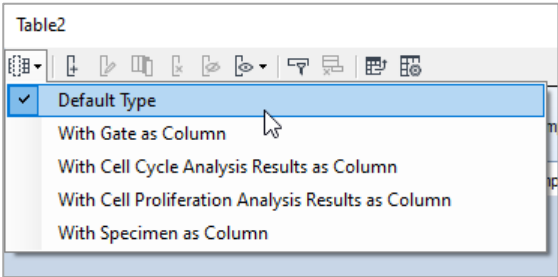 Table2
Default Type
With Gate as Column
With Cell Cycle Analysis Results as Column
With Cell Proliferation Analysis Results as Column
With Specimen as Column